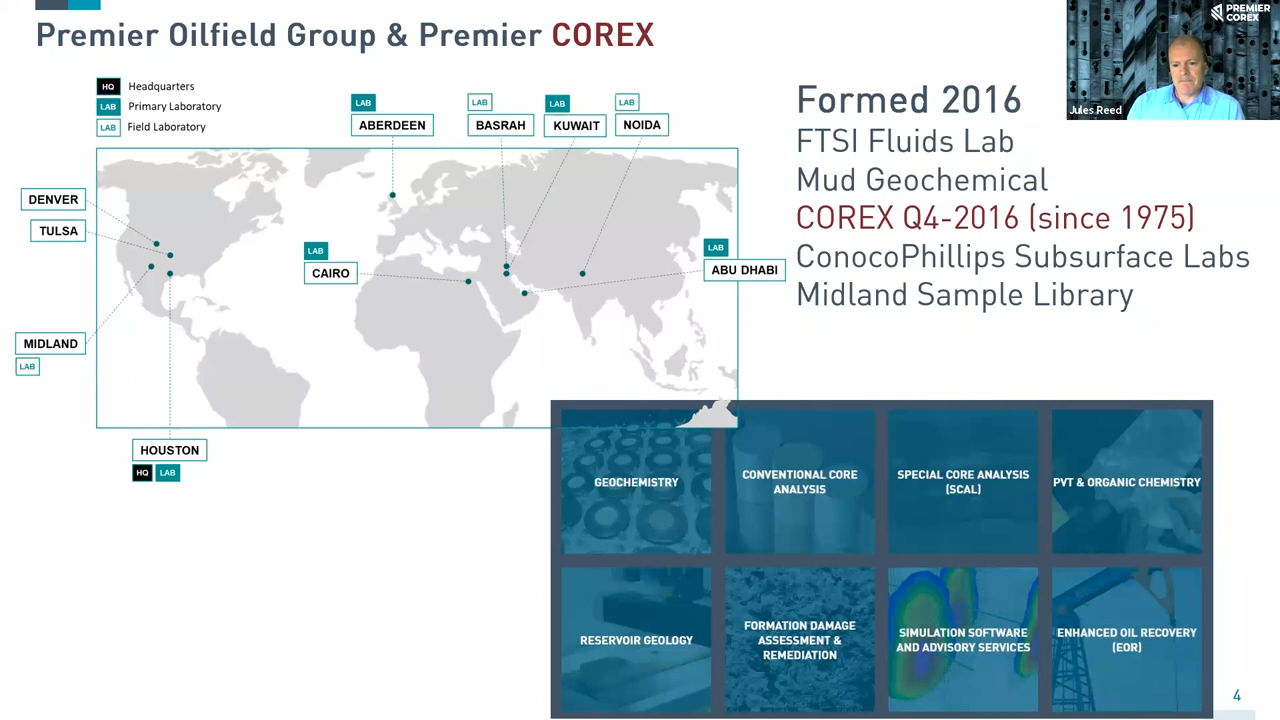 Premier Oilfield Group & Premier COREX
PREMIER
COREX
Jules Reed
HQ Headquarters
LAB Primary Laboratory
LAB Field Laboratory
LAB
ABERDEEN
LAB
BASRAH
LAB
KUWAIT
LAB
NOIDA
DENVER
TULSA
LAB
CAIRO
LAB
ABU DHABI
MIDLAND
LAB
HOUSTON
HQ LAB
Formed 2016
FTSI Fluids Lab
Mud Geochemical
COREX Q4-2016 (since 1975)
ConocoPhillips Subsurface Labs
Midland Sample Library
GEOCHEMISTRY
CONVENTIONAL CORE
ANALYSIS
SPECIAL CORE ANALYSIS
(SCAL)
PVT & ORGANIC CHEMISTRY
RESERVOIR GEOLOGY
FORMATION DAMAGE
ASSESSMENT &
REMEDIATION
SIMULATION SOFTWARE
AND ADVISORY SERVICES
ENHANCED OIL RECOVERY
(EOR)
4